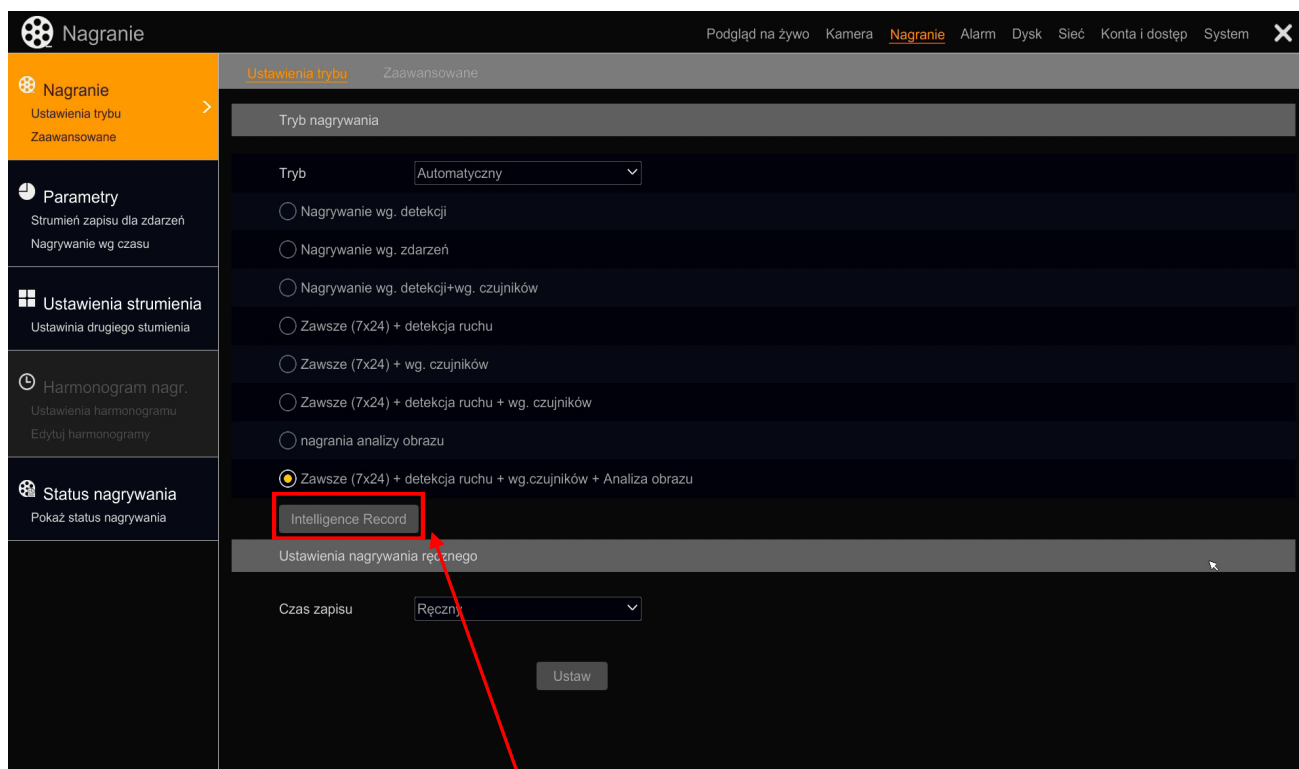 Nagranie
Podgląd na żywo Kamera Nagranie Alarm Dysk Sieć Konta i dostęp System
Nagranie
Ustawienia trybu
Zaawansowane
Parametry
Strumień zapisu dla zdarzeń
Nagrywanie wg czasu
Ustawienia strumienia
Ustawinia drugiego stumienia
Harmonogram nagr.
Ustawienia harmonogramu
Edytuj harmonogramy
Status nagrywania
Pokaż status nagrywania
Ustawienia trybu Zaawansowane
Tryb nagrywania
Tryb Automatyczny
Nagrywanie wg. detekcji
Nagrywanie wg. zdarzeń
Nagrywanie wg. detekcji+wg. czujników
Zawsze (7x24) + detekcja ruchu
Zawsze (7x24) + wg. czujników
Zawsze (7x24) + detekcja ruchu + wg. czujników
nagrania analizy obrazu
Zawsze (7x24) + detekcja ruchu + wg.czujników + Analiza obrazu
Intelligence Record
Ustawienia nagrywania ręcznego
Czas zapisu Ręczny
Ustaw